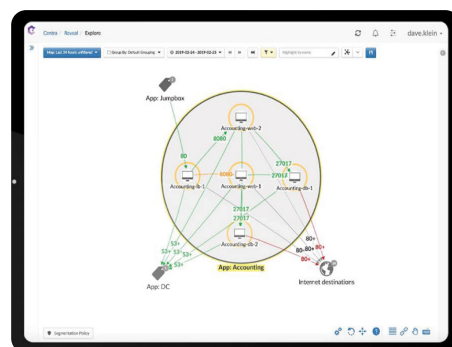 Centra / Reveal / Explore
dave.klein
Map: Last 24 hours unfiltered
Group By: Default Grouping
2019-02-24 - 2019-02-25
Highlight by name
App: Jumpbox
Accounting-web-2
8080
80
27017
Accounting-lb-1
8080+
Accounting-web-1
27017
Accounting-db-1
27017
27017
Accounting-db-2
53+
53+
53+
53+
53+
80+
80+
80+
80+
80+
App: DC
App: Accounting
Internet destinations
Segmentation Policy